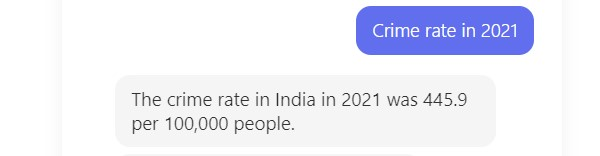 Crime rate in 2021
The crime rate in India in 2021 was 445.9
per 100,000 people.